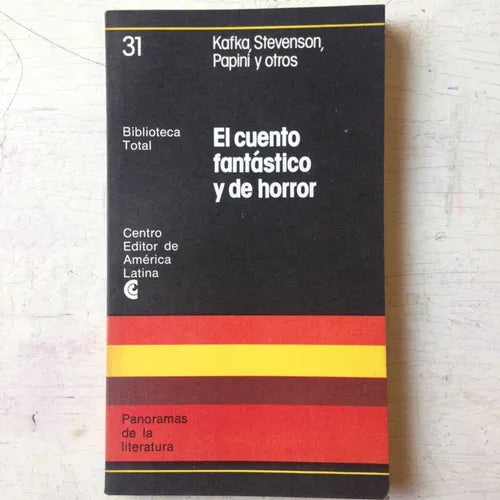 31
Kafka, Stevenson,
Papini y otros
Biblioteca
Total
El cuento
fantástico
y de horror
Centro
Editor de
América
Latina
Panoramas
de la
literatura